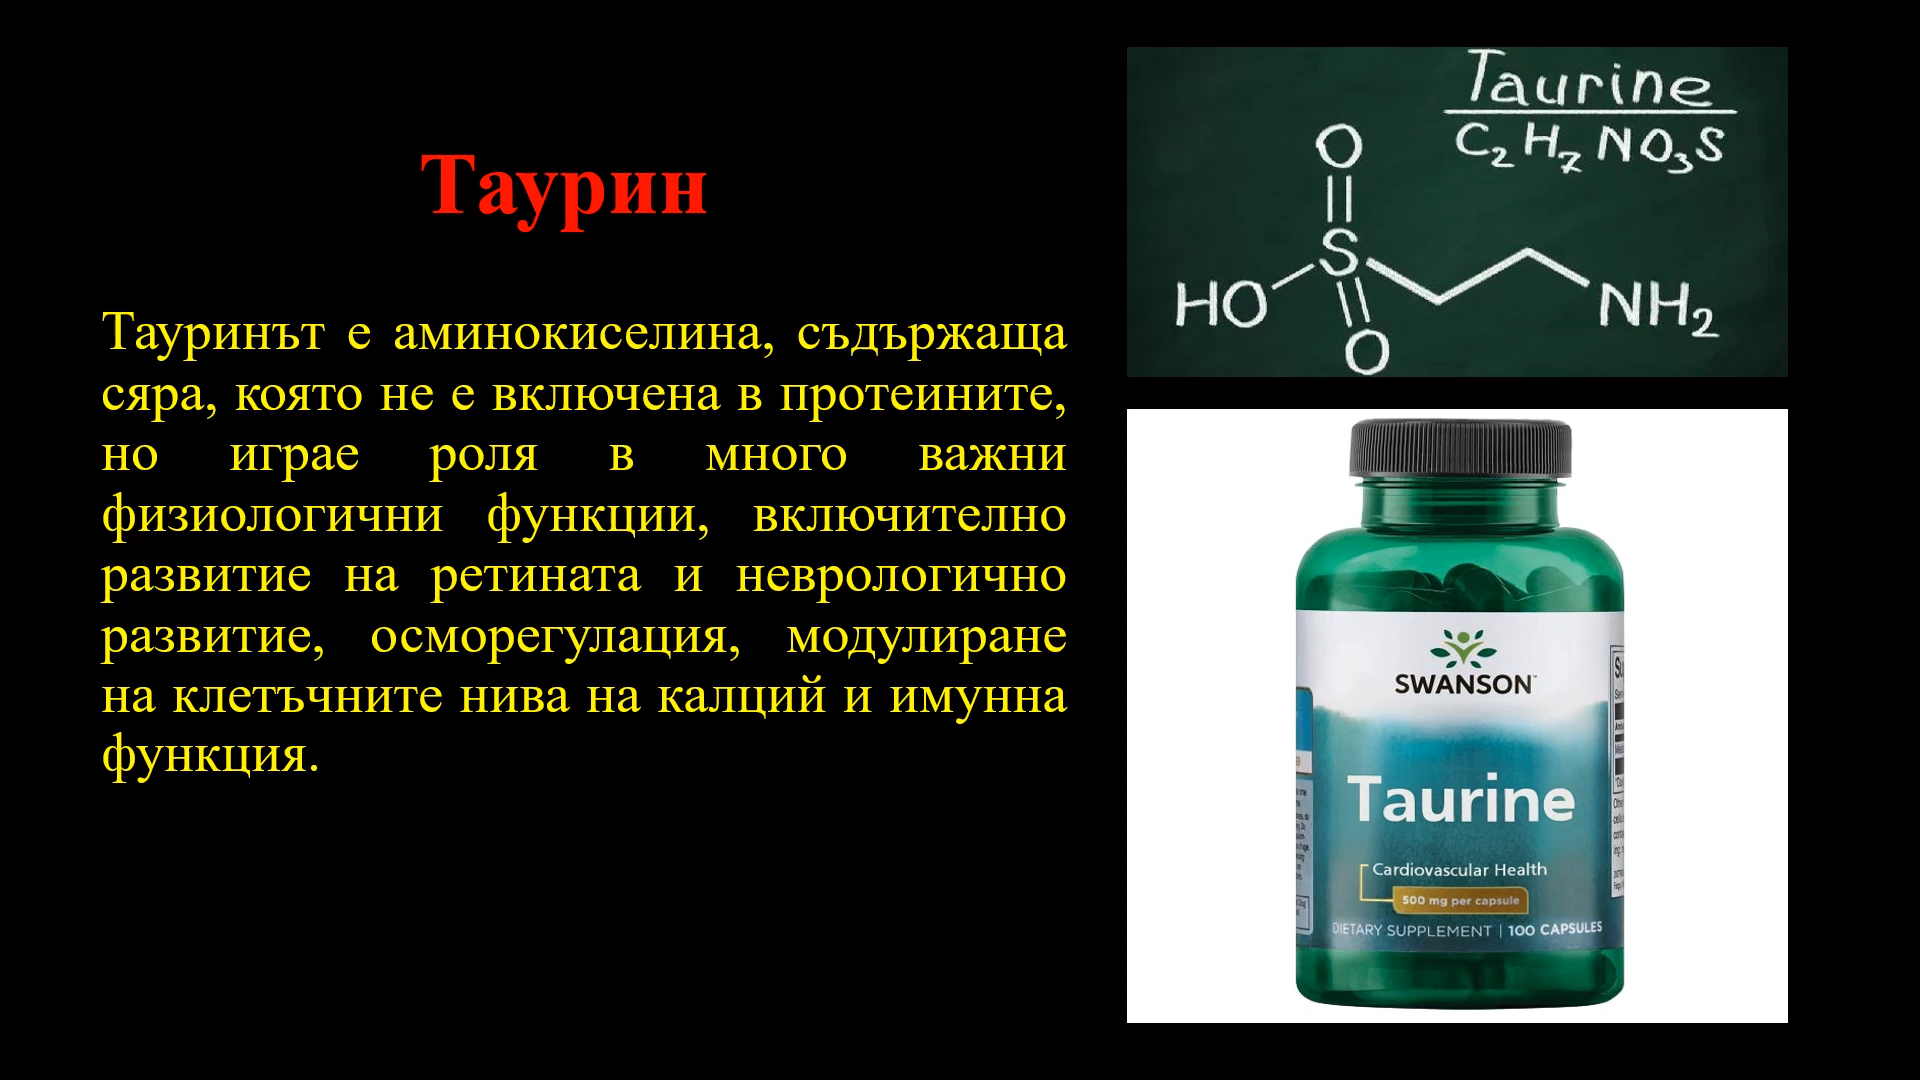 Таурин
Тауринът е аминокиселина, съдържаща
сяра, която не е включена в протеините,
но играе роля в много важни
физиологични функции, включително
развитие на ретината и неврологично
развитие, осморегулация, модулиране
на клетъчните нива на калций и имунна
функция.
Taurine
C2H7NO3S
O
S
HO
NH2
O
SWANSON™
Taurine
Cardiovascular Health
500 mg per capsule
DIETARY SUPPLEMENT | 100 CAPSULES